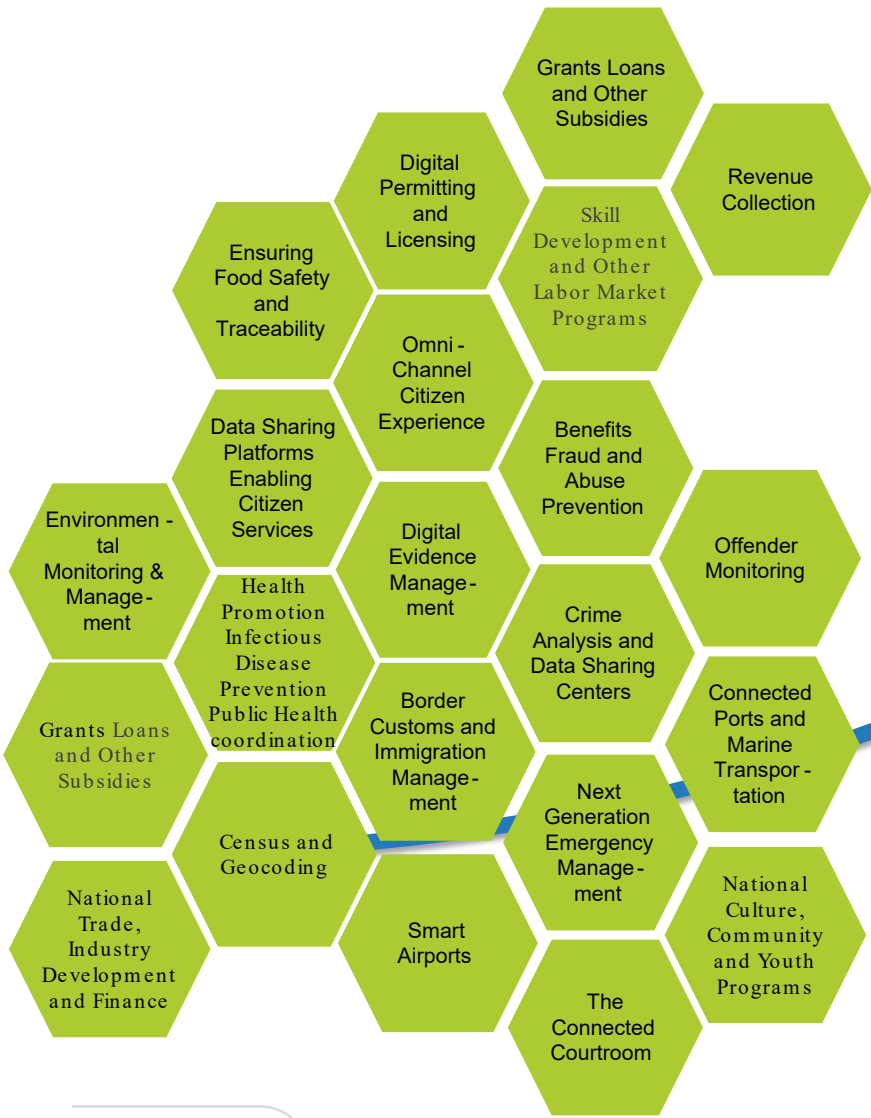 Grants Loans
and Other
Subsidies
Revenue
Collection
Digital
Permitting
and
Licensing
Skill
Development
and Other
Labor Market
Programs
Ensuring
Food Safety
and
Traceability
Omni -
Channel
Citizen
Experience
Data Sharing
Platforms
Enabling
Citizen
Services
Benefits
Fraud and
Abuse
Prevention
Environmen -
tal
Monitoring &
Manage-
ment
Digital
Evidence
Manage-
ment
Offender
Monitoring
Health
Promotion
Infectious
Disease
Prevention
Public Health
coordination
Crime
Analysis and
Data Sharing
Centers
Grants Loans
and Other
Subsidies
Border
Customs and
Immigration
Manage-
ment
Connected
Ports and
Marine
Transpor -
tation
Census and
Geocoding
Next
Generation
Emergency
Manage-
ment
National
Trade,
Industry
Development
and Finance
Smart
Airports
National
Culture,
Community
and Youth
Programs
The
Connected
Courtroom